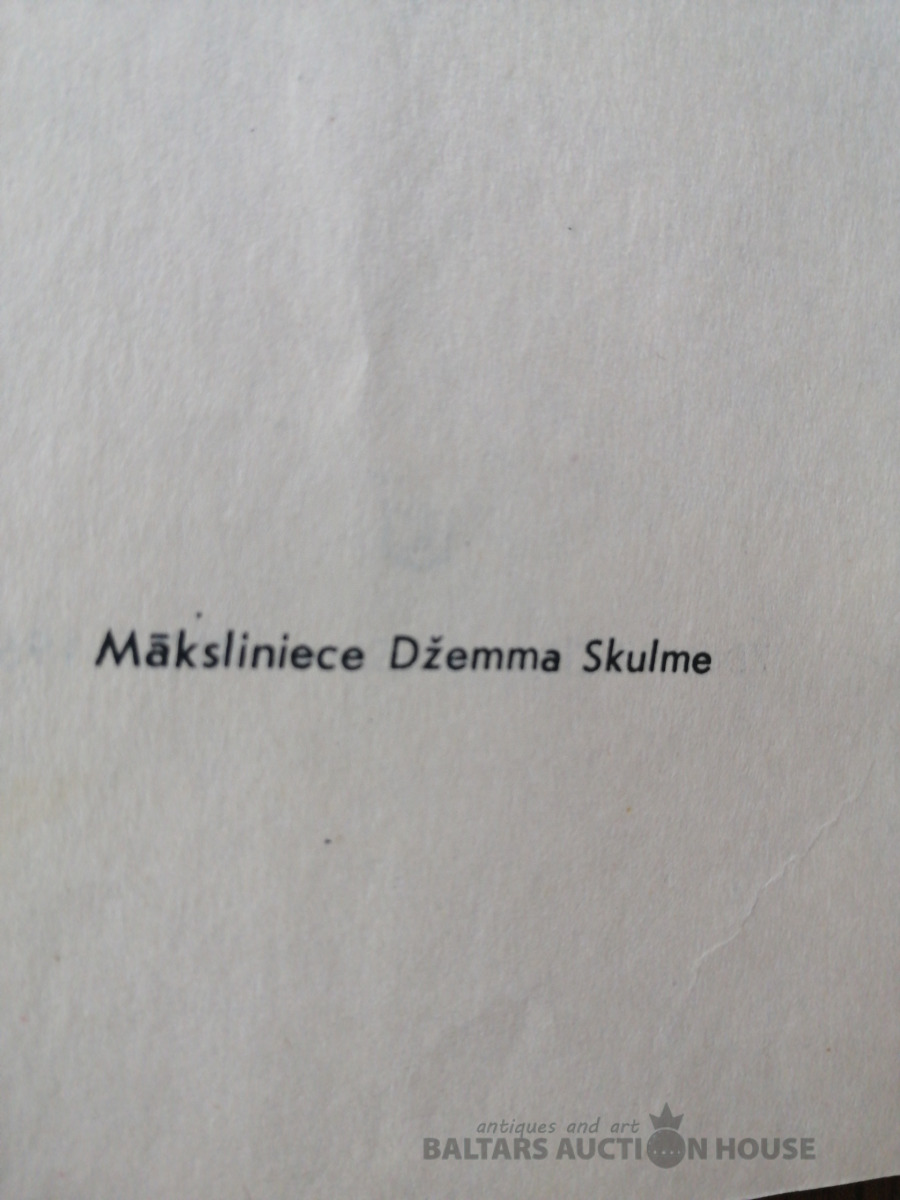 Māksliniece Džemma Skulme
antiques and art
BALTARS AUCTION HOUSE